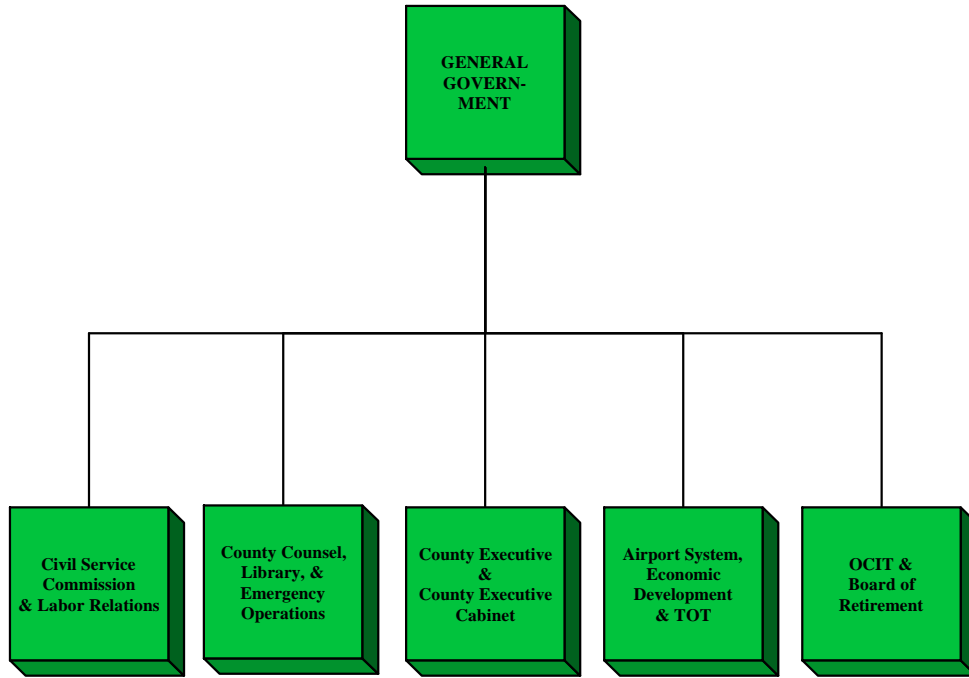 GENERAL
GOVERN-
MENT
Civil Service
Commission
& Labor Relations
County Counsel,
Library, &
Emergency
Operations
County Executive
&
County Executive
Cabinet
Airport System,
Economic
Development
& TOT
OCIT &
Board of
Retirement